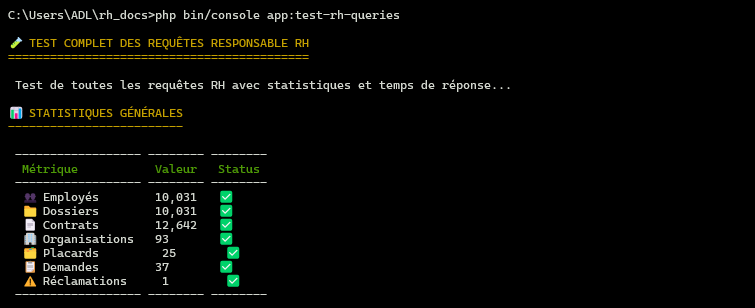 C:\Users\ADL\rh_docs>php bin/console app:test-rh-queries
🧪 TEST COMPLET DES REQUÊTES RESPONSABLE RH
Test de toutes les requêtes RH avec statistiques et temps de réponse...
📊 STATISTIQUES GÉNÉRALES
Métrique Valeur Status
👥 Employés 10,031 ✅
📁 Dossiers 10,031 ✅
📄 Contrats 12,642 ✅
🏢 Organisations 93 ✅
🗂️ Placards 25 ✅
📋 Demandes 37 ✅
⚠️ Réclamations 1 ✅